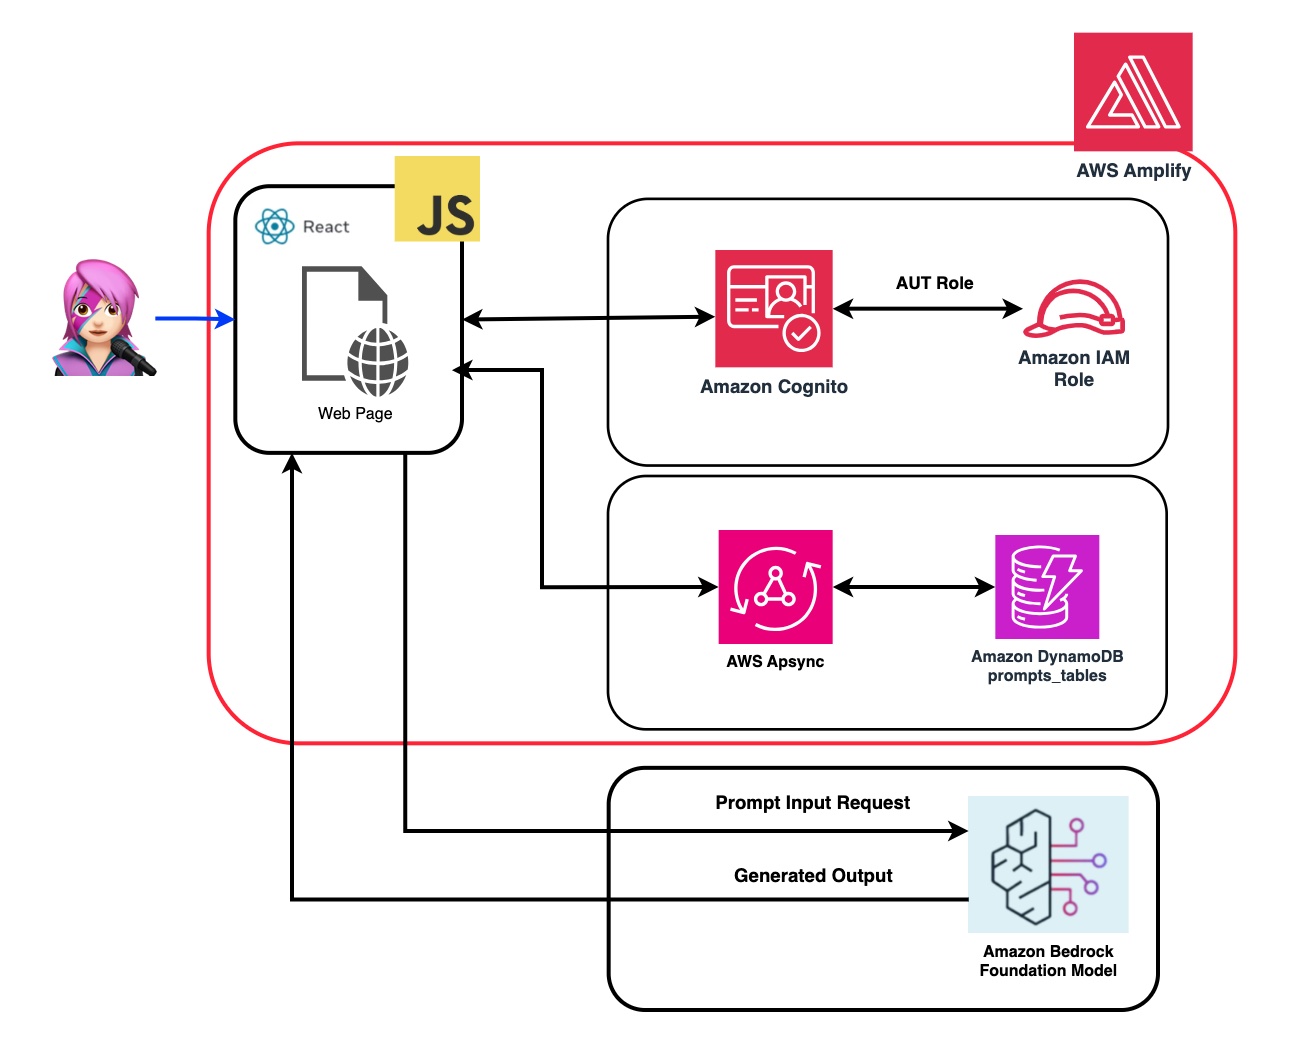 AWS Amplify
JS
React
Web Page
AUT Role
Amazon Cognito
Amazon IAM
Role
AWS Apsync
Amazon DynamoDB
prompts_tables
Prompt Input Request
Generated Output
Amazon Bedrock
Foundation Model